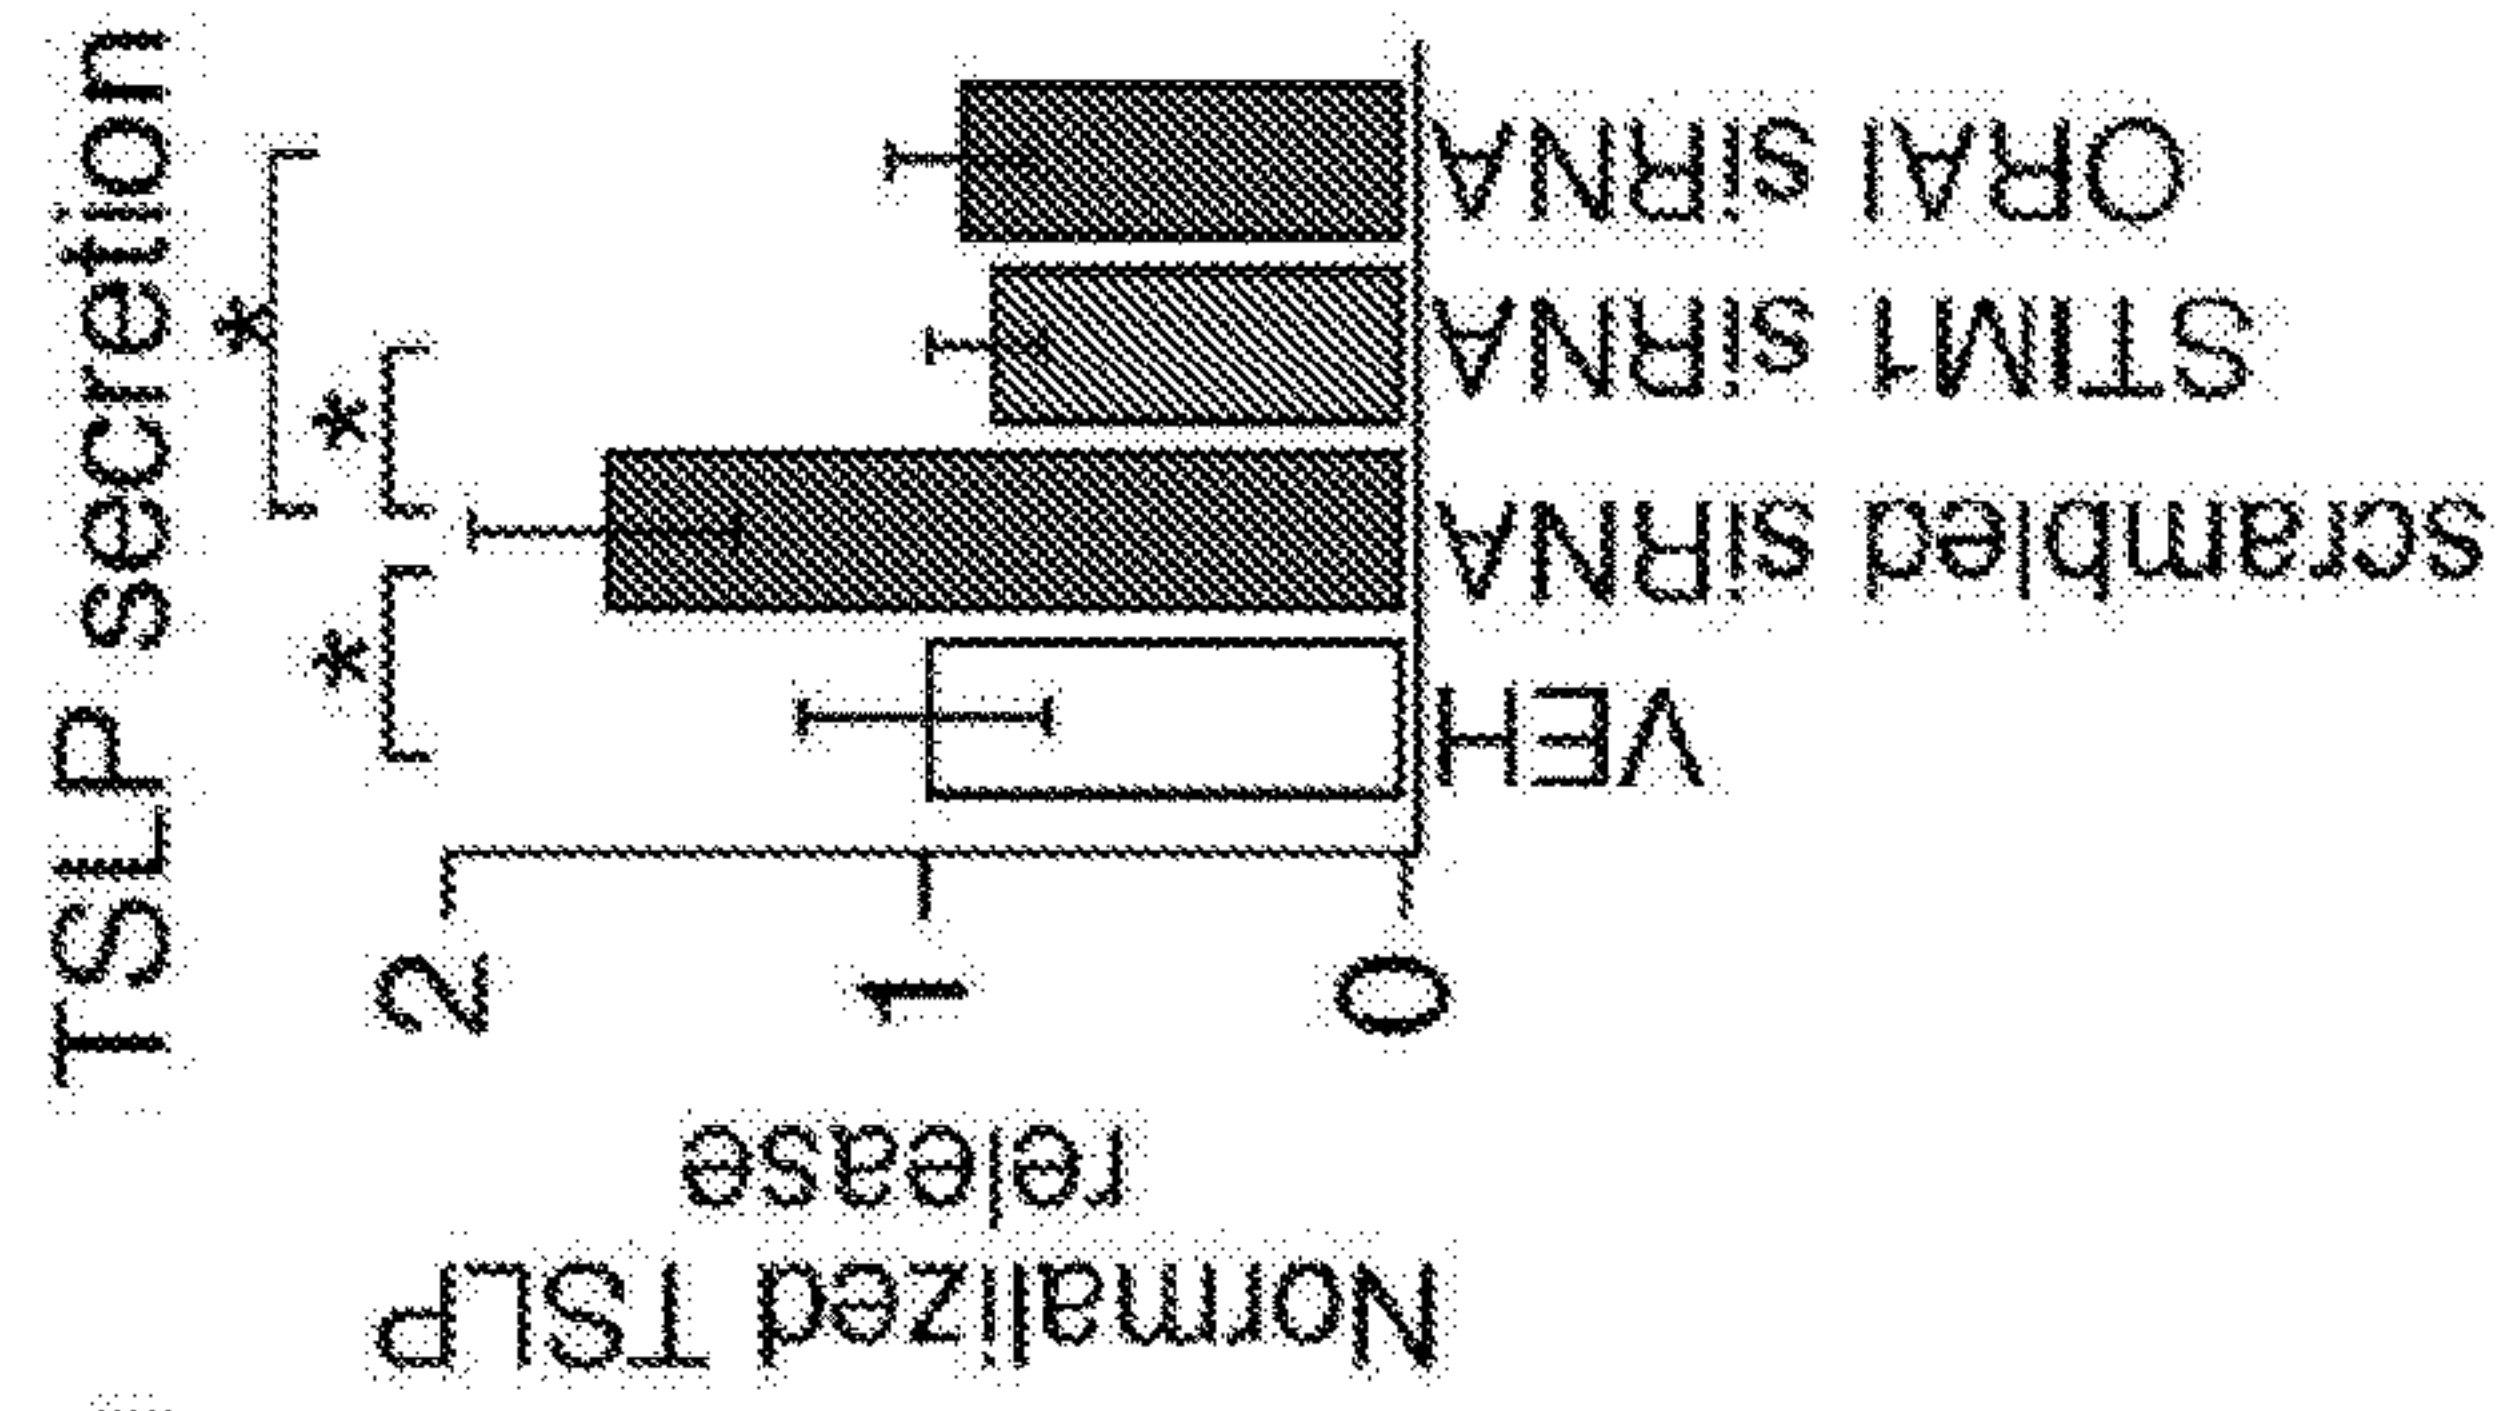 TSLP secretion
*
*
*
Normalized TSLP
release
2
1
0
VEH
scrambled siRNA
STIM1 siRNA
ORAI siRNA